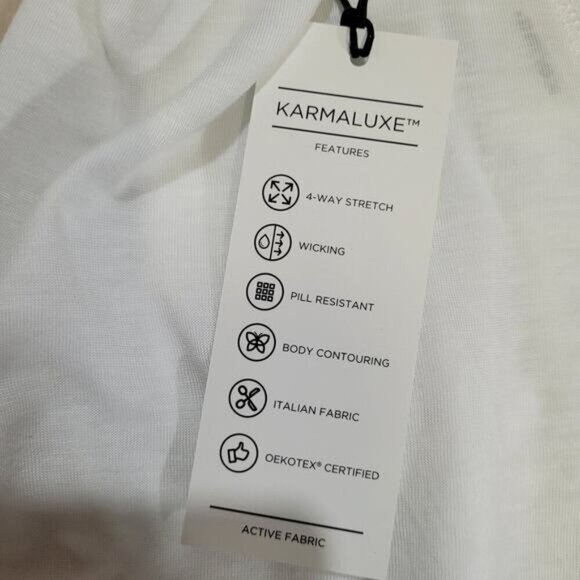 KARMALUXE™
FEATURES
4-WAY STRETCH
WICKING
PILL RESISTANT
BODY CONTOURING
ITALIAN FABRIC
OEKOTEX® CERTIFIED
ACTIVE FABRIC